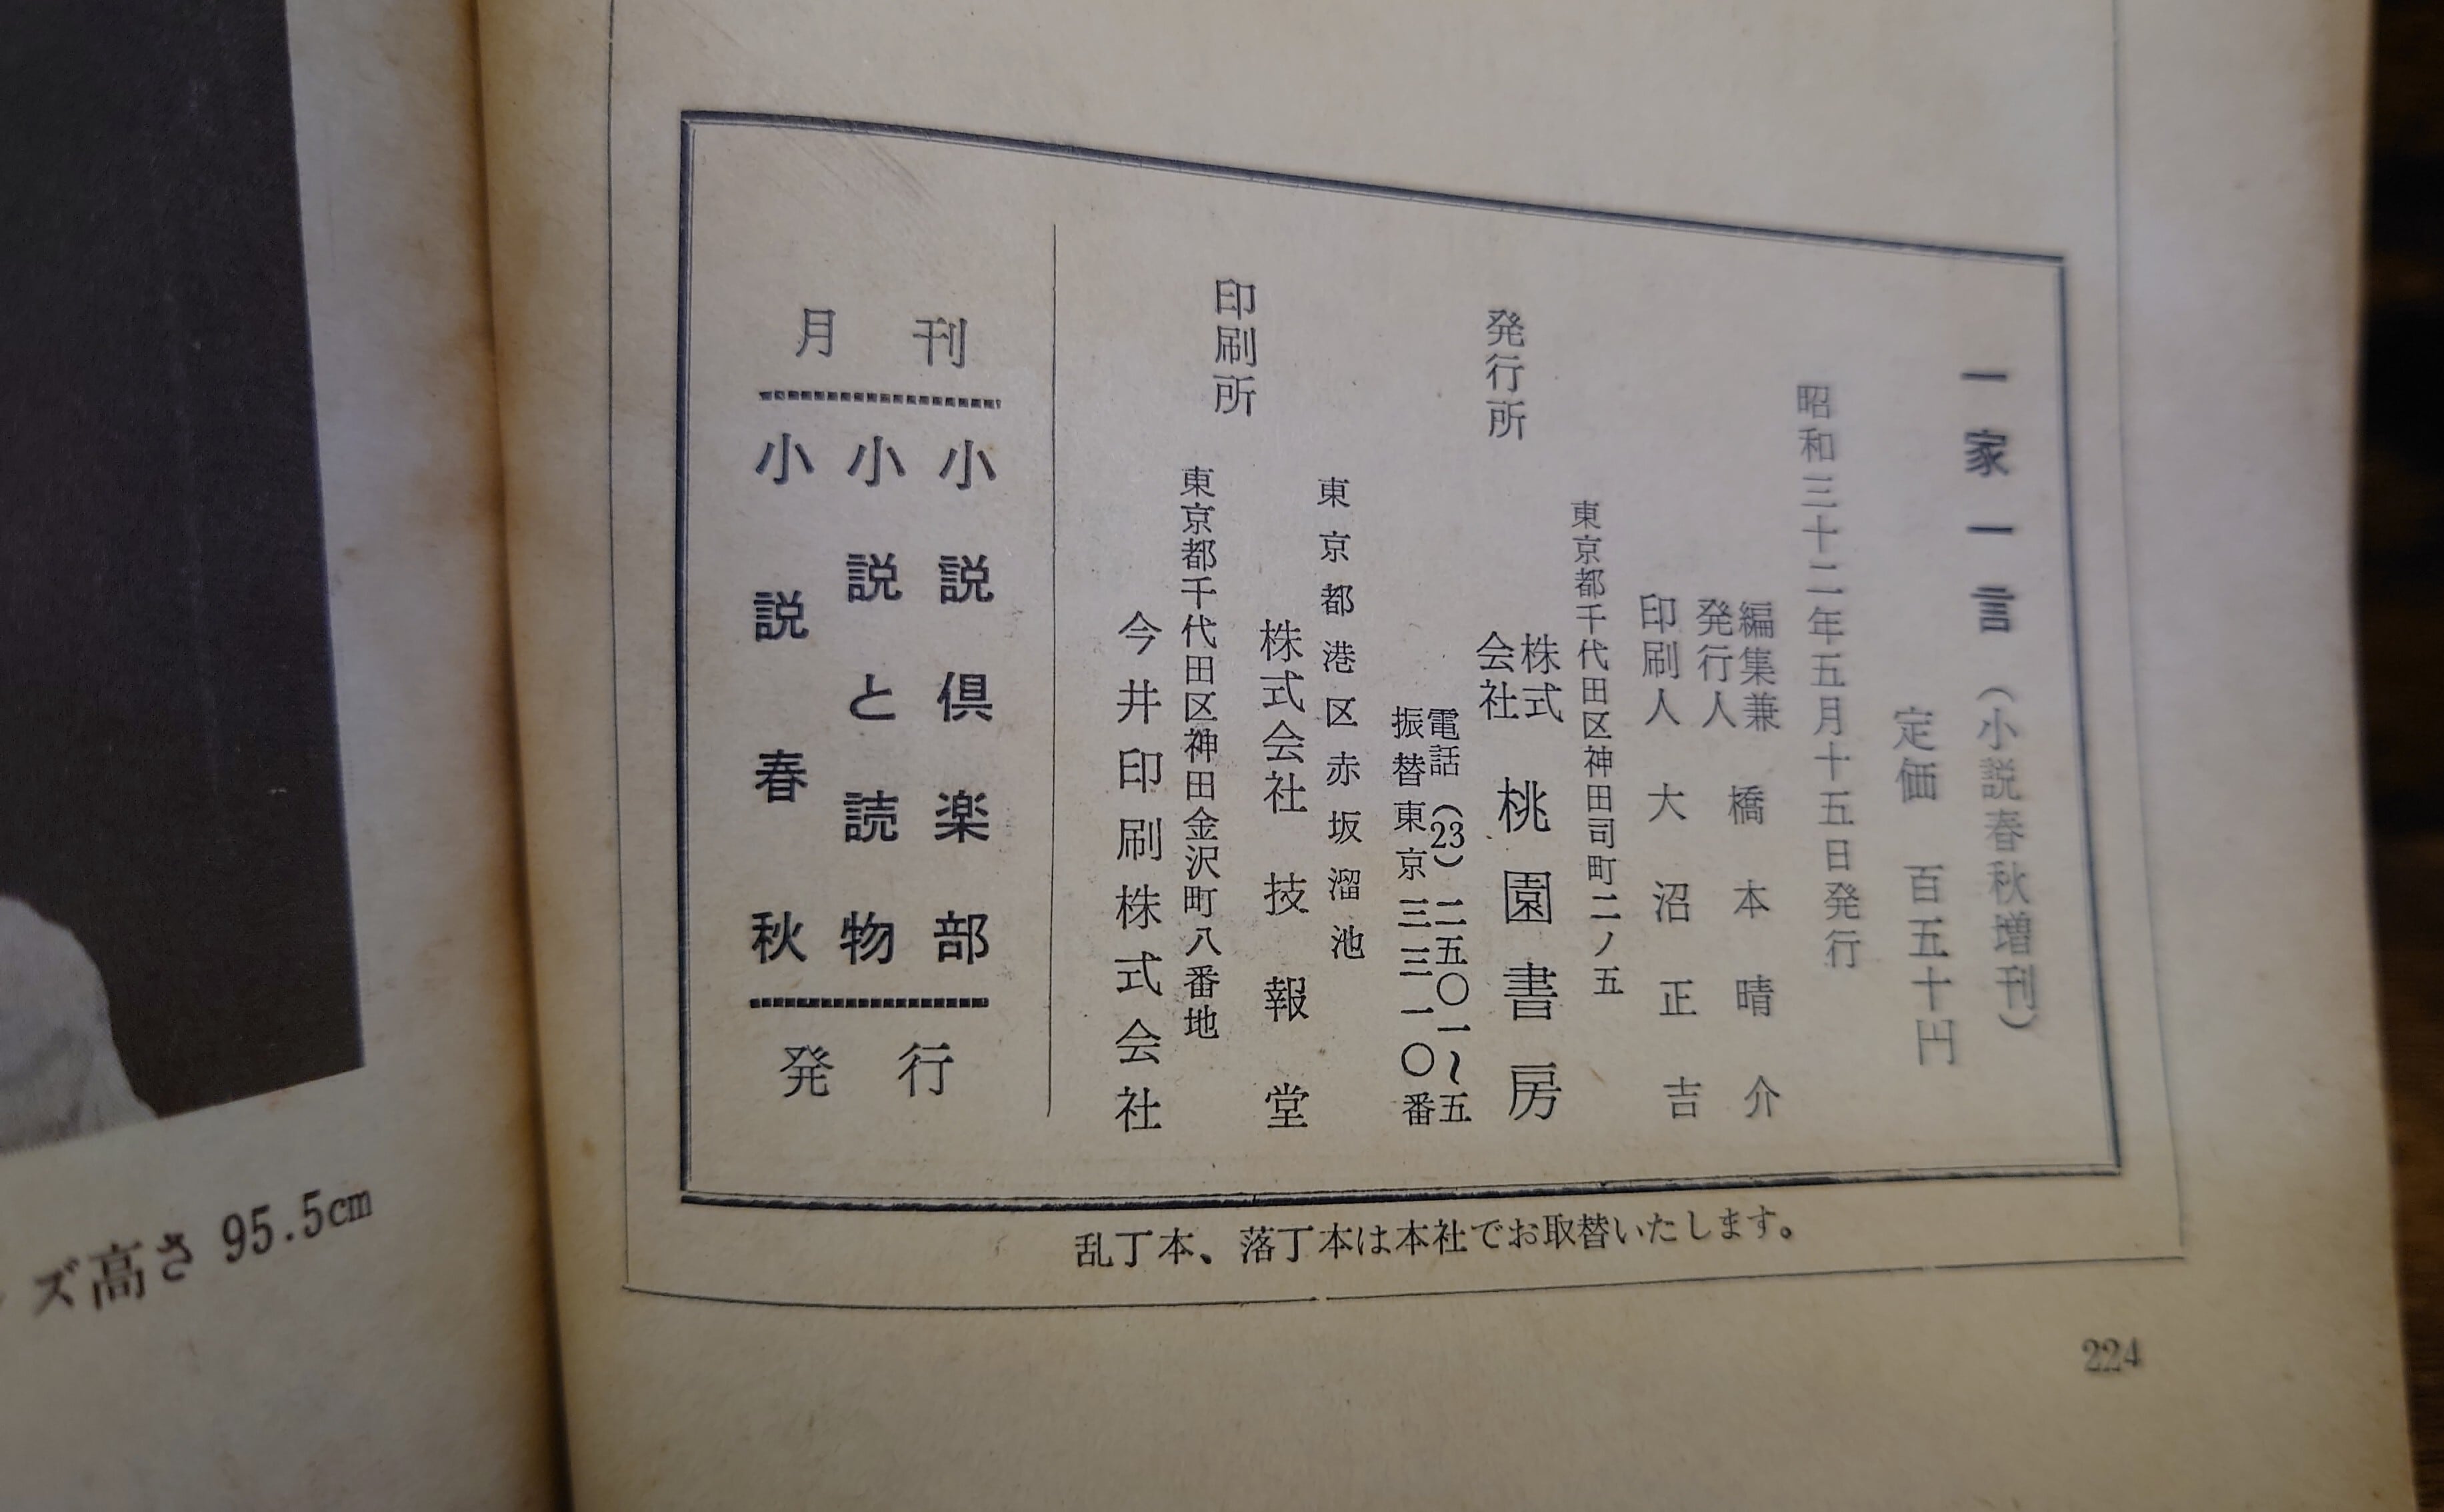 一家一言（小説春秋増刊）
定価　百五十円
昭和三十二年五月十五日発行
編集兼
発行人　橋本晴介
印刷人　大沼正吉
東京都千代田区神田司町二ノ五
発行所　株式会社　桃園書房
電話（23）二五〇一〜五
振替東京三三一〇番
東京都港区赤坂溜池
印刷所　株式会社　技報堂
東京都千代田区神田金沢町八番地
今井印刷株式会社
月刊
小説倶楽部
小説と読物
小説春秋
発行
乱丁本、落丁本は本社でお取替いたします。
224
ズ高さ 95.5cm